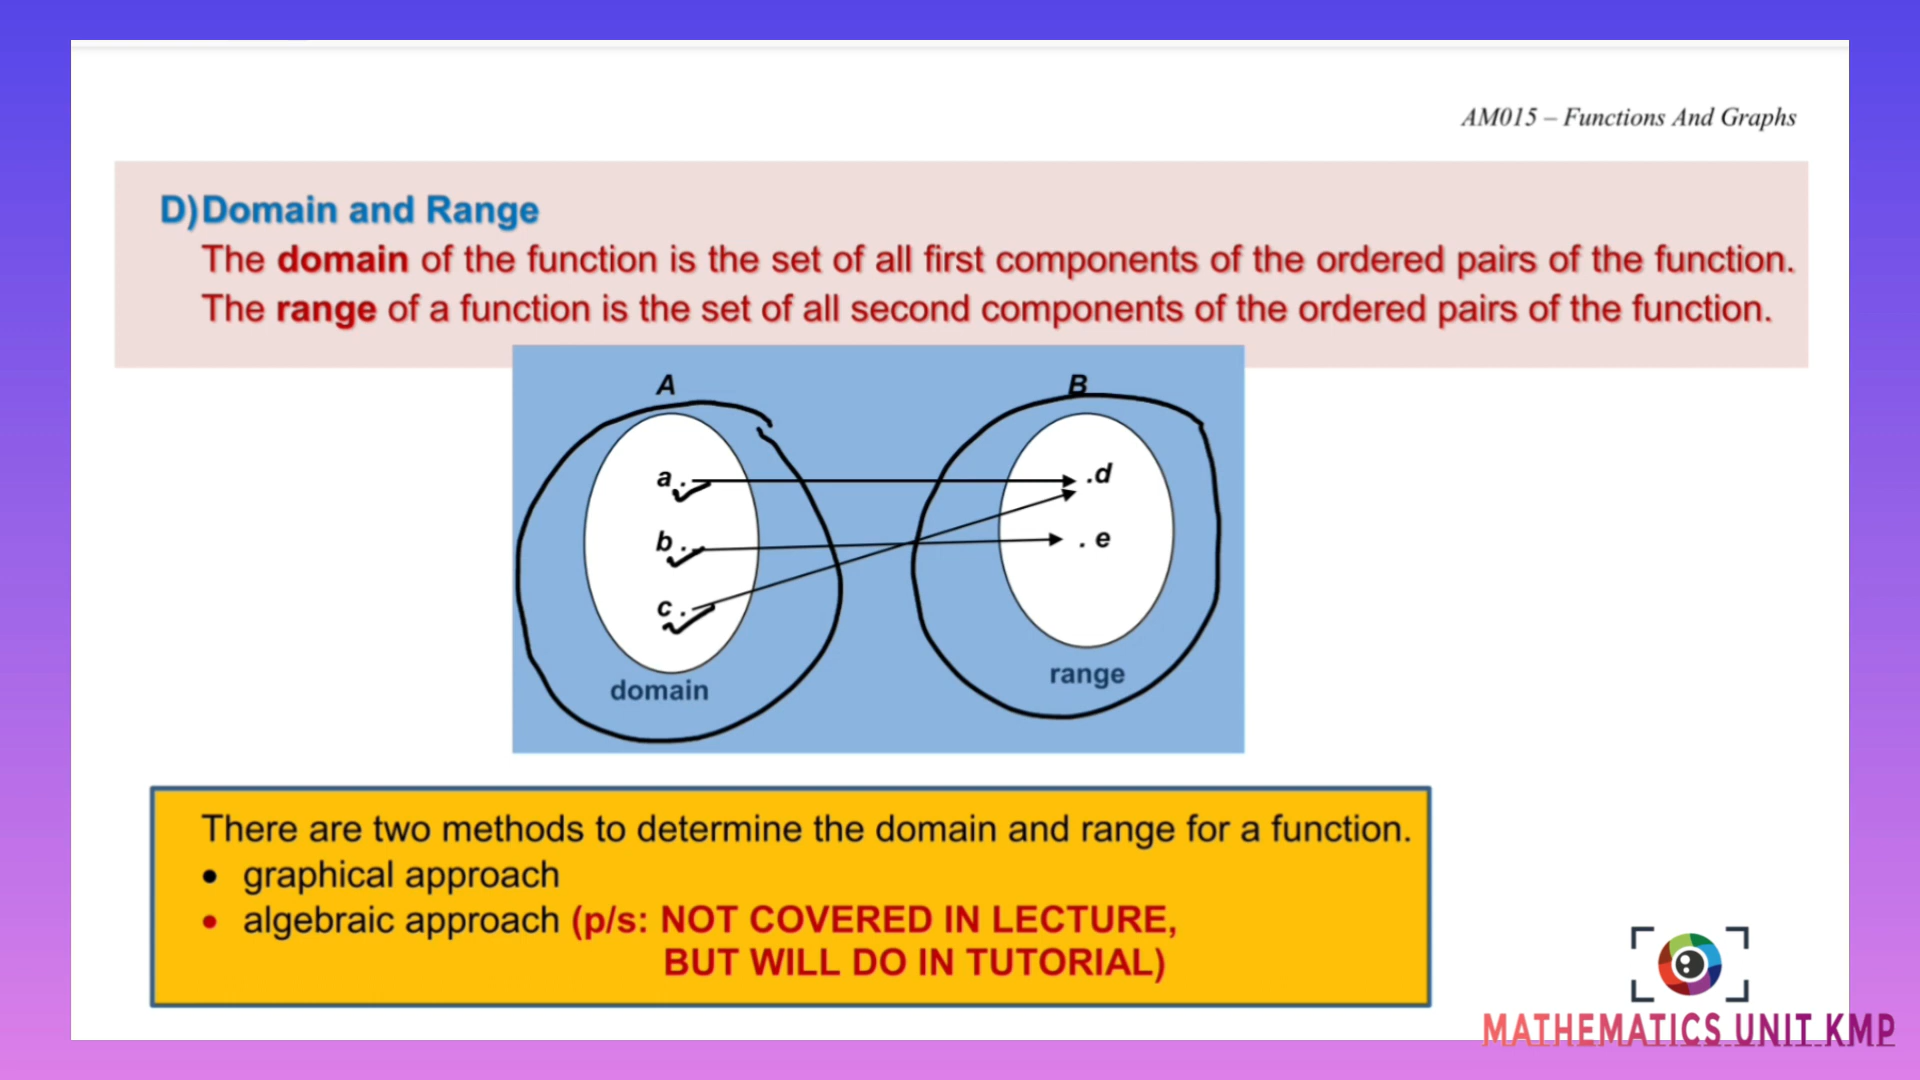 AM015 – Functions And Graphs
D) Domain and Range
The domain of the function is the set of all first components of the ordered pairs of the function.
The range of a function is the set of all second components of the ordered pairs of the function.
A B
a . .d
b . . e
c .
domain range
There are two methods to determine the domain and range for a function.
• graphical approach
• algebraic approach (p/s: NOT COVERED IN LECTURE,
BUT WILL DO IN TUTORIAL)
MATHEMATICS UNIT KMP